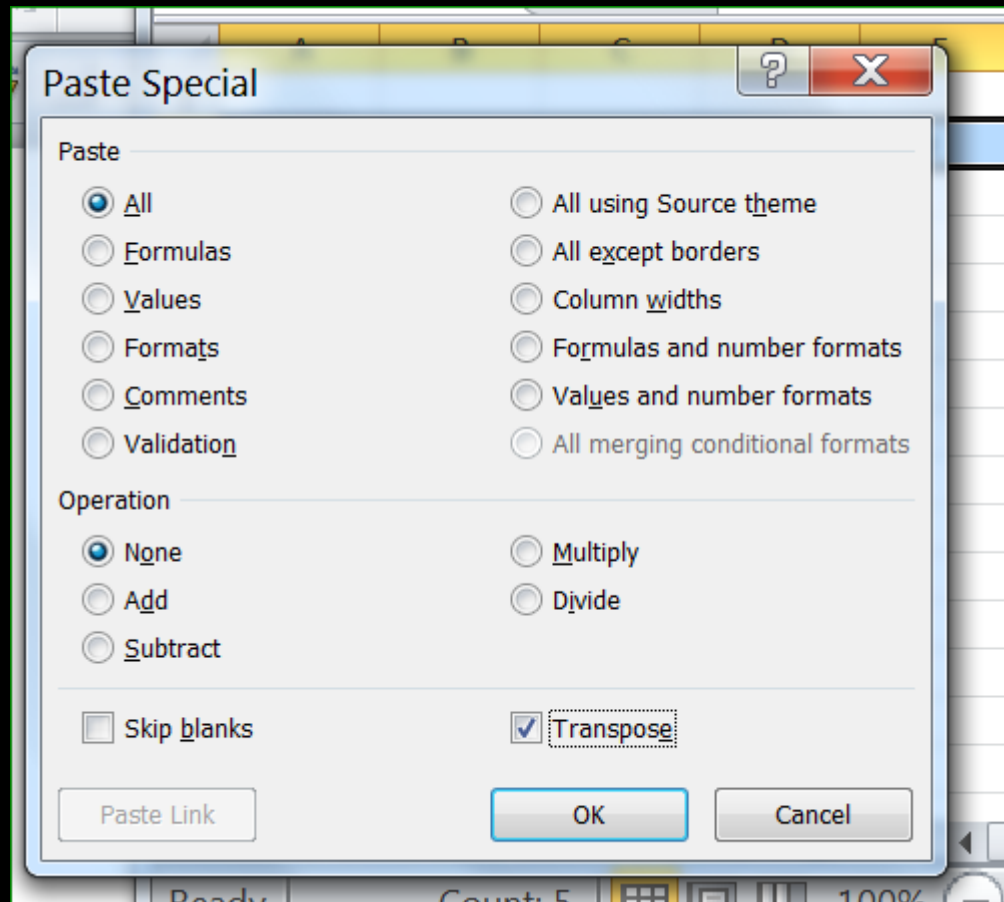 A B C D E
Paste Special
Paste
All
All using Source theme
Formulas
All except borders
Values
Column widths
Formats
Formulas and number formats
Comments
Values and number formats
Validation
All merging conditional formats
Operation
None
Multiply
Add
Divide
Subtract
Skip blanks
Transpose
Paste Link
OK
Cancel
Ready
Count: 5
100%